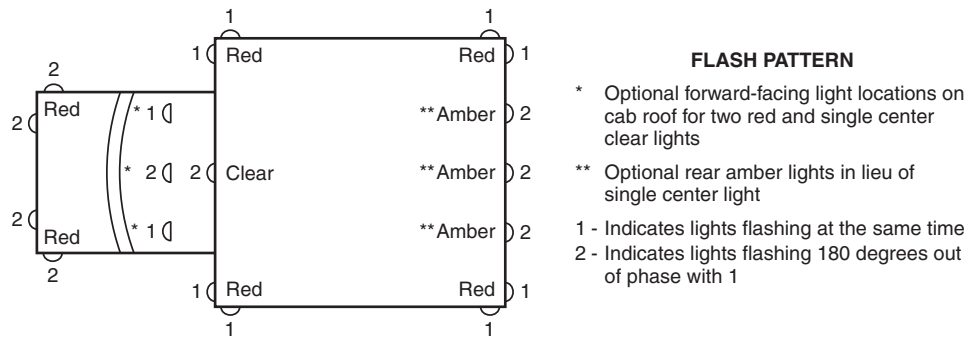 1 1
1 Red Red 1
2
Red * 1 **Amber 2
2
* 2 2 Clear **Amber 2
2 * 1 **Amber 2
Red
2
1 Red Red 1
1 1
FLASH PATTERN
* Optional forward-facing light locations on
cab roof for two red and single center
clear lights
** Optional rear amber lights in lieu of
single center light
1 - Indicates lights flashing at the same time
2 - Indicates lights flashing 180 degrees out
of phase with 1